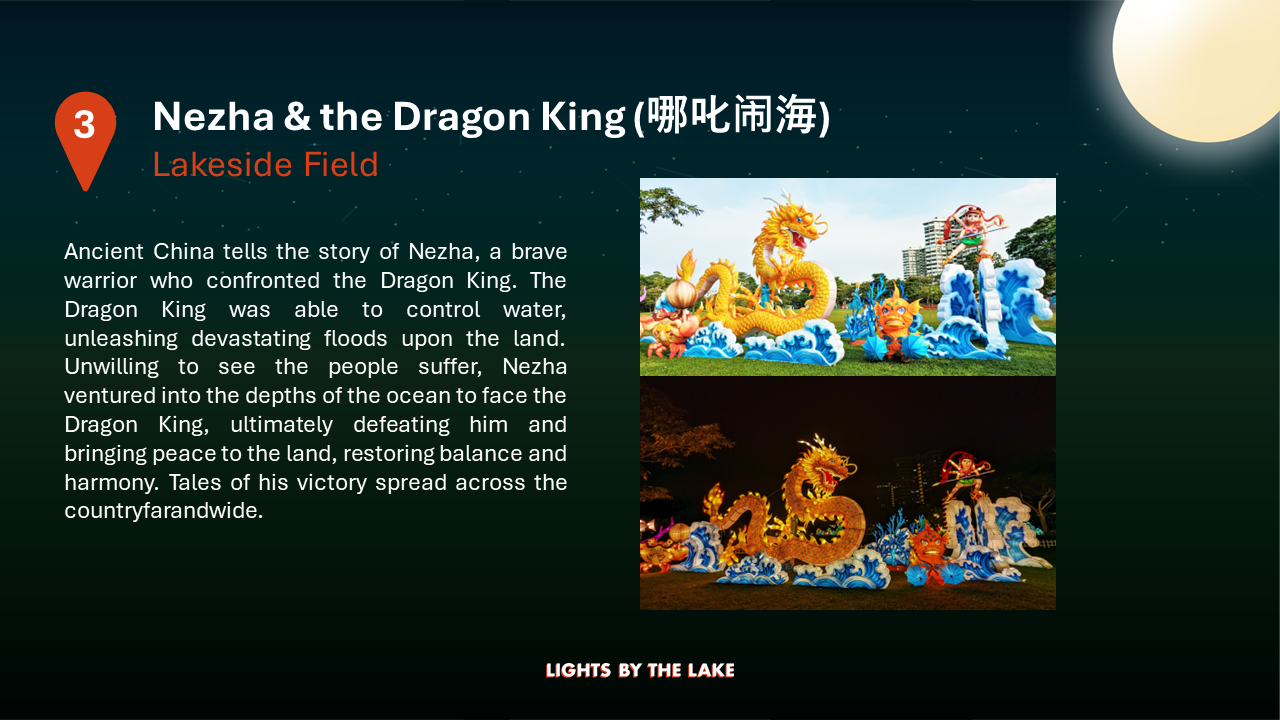 3
Nezha & the Dragon King (哪叱闹海)
Lakeside Field
Ancient China tells the story of Nezha, a brave
warrior who confronted the Dragon King. The
Dragon King was able to control water,
unleashing devastating floods upon the land.
Unwilling to see the people suffer, Nezha
ventured into the depths of the ocean to face the
Dragon King, ultimately defeating him and
bringing peace to the land, restoring balance and
harmony. Tales of his victory spread across the
countryfarandwide.
LIGHTS BY THE LAKE